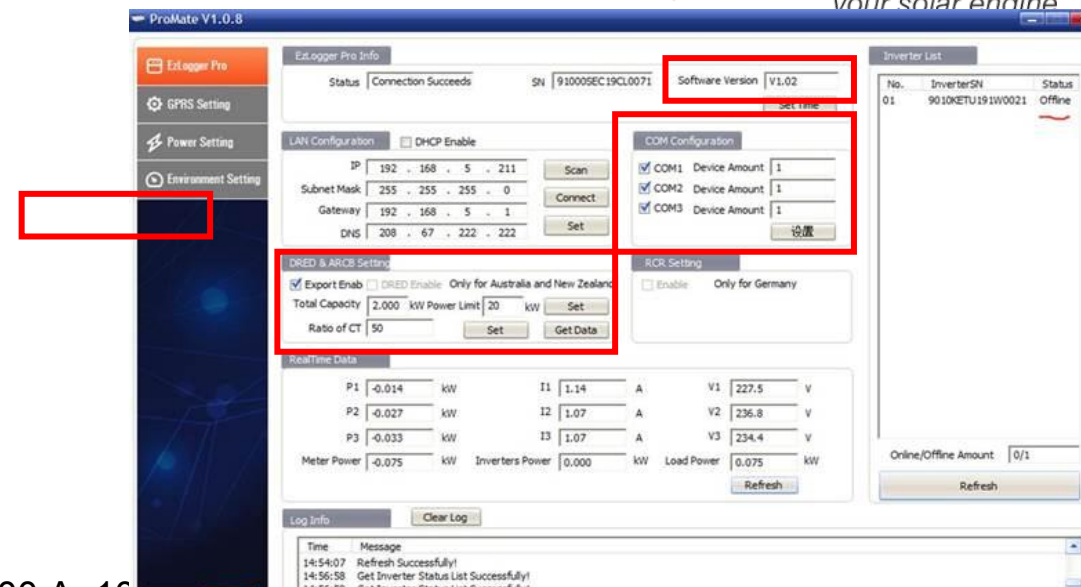 your solar engine
ProMate V1.0.8
EzLogger Pro
GPRS Setting
Power Setting
Environment Setting
EzLogger Pro Info
Status Connection Succeeds SN 91000SEC19CL0071 Software Version V1.02
Set Time
LAN Configuration DHCP Enable
IP 192 . 168 . 5 . 211 Scan
Subnet Mask 255 . 255 . 255 . 0 Connect
Gateway 192 . 168 . 5 . 1
DNS 208 . 67 . 222 . 222 Set
COM Configuration
COM1 Device Amount 1
COM2 Device Amount 1
COM3 Device Amount 1
设置
DRED & ARCB Setting
Export Enab DRED Enable Only for Australia and New Zealand
Total Capacity 2.000 kW Power Limit 20 kW Set
Ratio of CT 50 Set Get Data
RCR Setting
Enable Only for Germany
RealTime Data
P1 -0.014 kW I1 1.14 A V1 227.5 V
P2 -0.027 kW I2 1.07 A V2 236.8 V
P3 -0.033 kW I3 1.07 A V3 234.4 V
Meter Power -0.075 kW Inverters Power 0.000 kW Load Power 0.075 kW
Refresh
Inverter List
No. InverterSN Status
01 9010KETU191W0021 Offline
Online/Offline Amount 0/1
Refresh
Log Info Clear Log
Time Message
14:54:07 Refresh Successfully!
14:56:58 Get Inverter Status List Successfully!